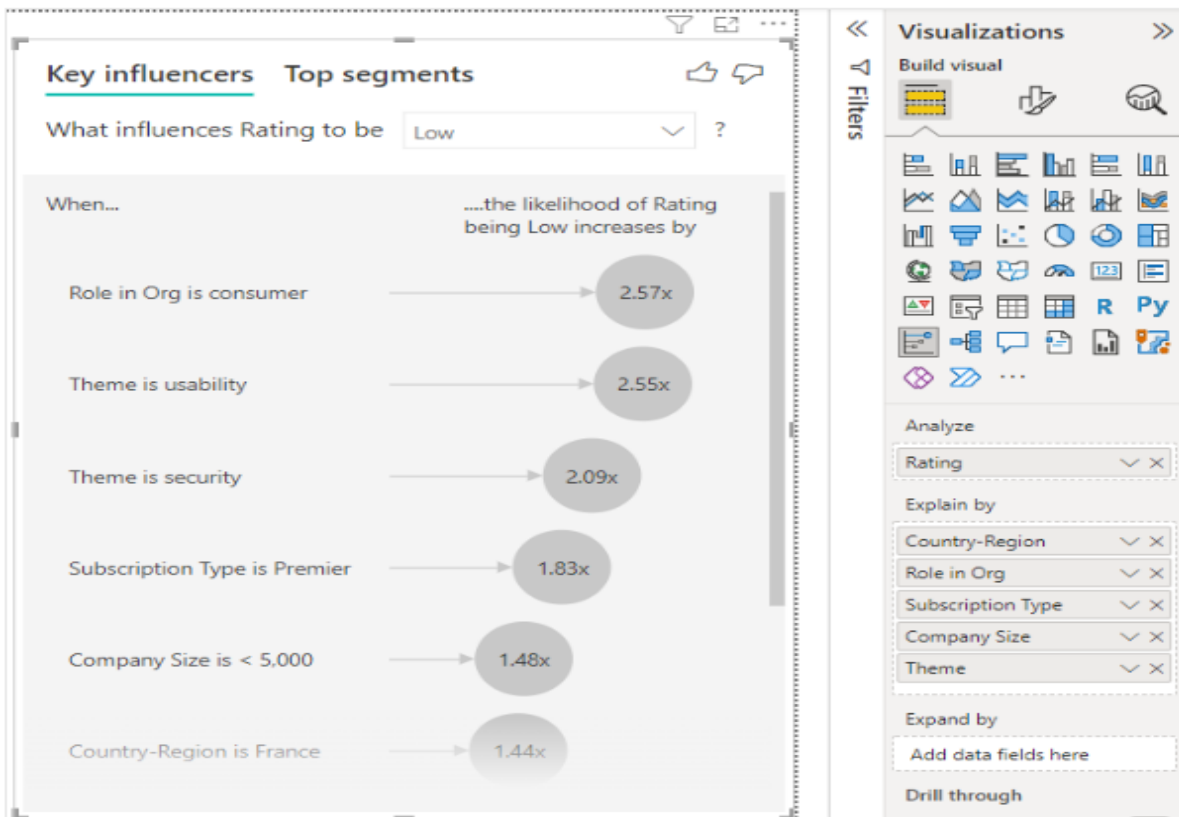 Key influencers Top segments
What influences Rating to be Low ?
When... ....the likelihood of Rating
being Low increases by
Role in Org is consumer 2.57x
Theme is usability 2.55x
Theme is security 2.09x
Subscription Type is Premier 1.83x
Company Size is < 5,000 1.48x
Country-Region is France 1.44x
Filters
Visualizations
Build visual
123
R Py
Analyze
Rating
Explain by
Country-Region
Role in Org
Subscription Type
Company Size
Theme
Expand by
Add data fields here
Drill through